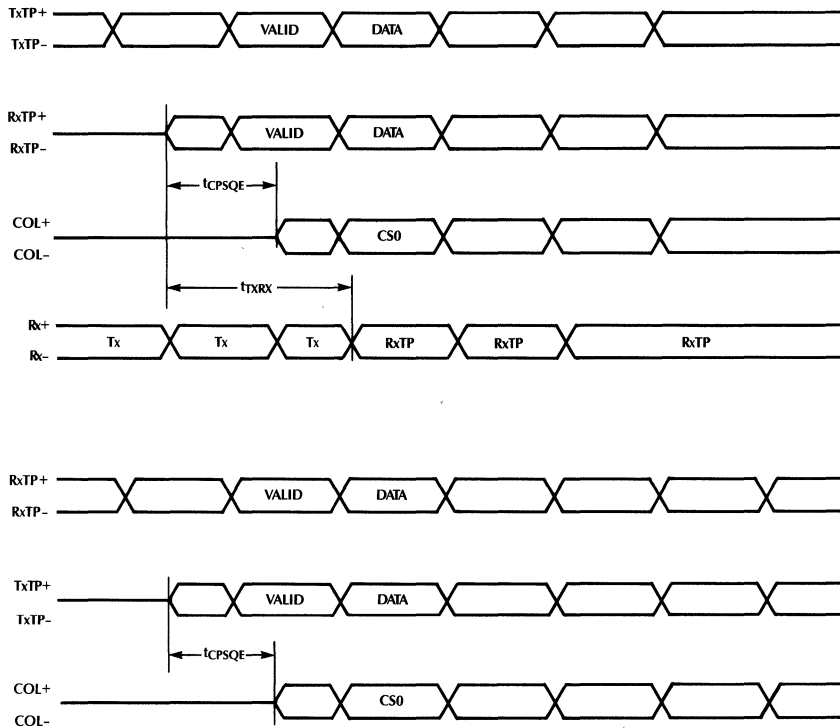 TxTP+
VALID DATA
TxTP–
RxTP+
VALID DATA
RxTP–
tCPSQE
COL+
CS0
COL–
tTXRX
Rx+
Tx Tx Tx RxTP RxTP RxTP
Rx–
RxTP+
VALID DATA
RxTP–
TxTP+
VALID DATA
TxTP–
tCPSQE
COL+
CS0
COL–